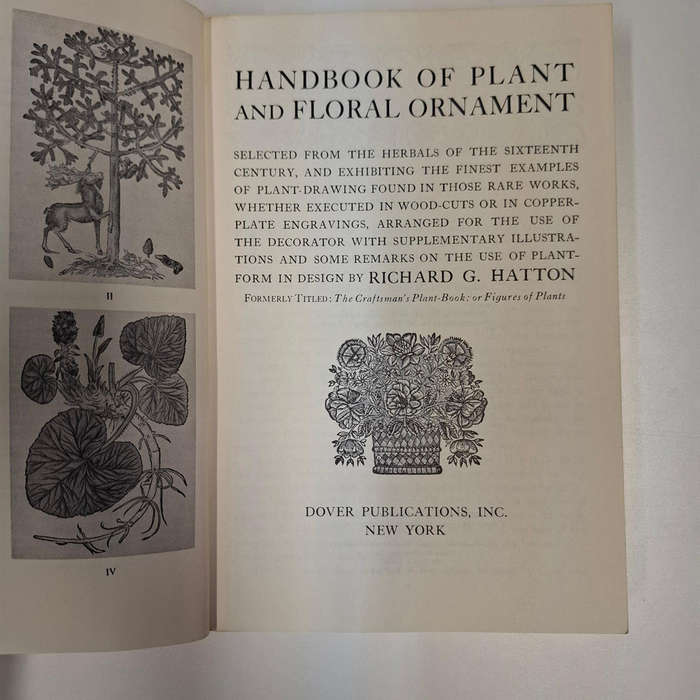 II
IV
HANDBOOK OF PLANT
AND FLORAL ORNAMENT
SELECTED FROM THE HERBALS OF THE SIXTEENTH
CENTURY, AND EXHIBITING THE FINEST EXAMPLES
OF PLANT-DRAWING FOUND IN THOSE RARE WORKS,
WHETHER EXECUTED IN WOOD-CUTS OR IN COPPER-
PLATE ENGRAVINGS, ARRANGED FOR THE USE OF
THE DECORATOR WITH SUPPLEMENTARY ILLUSTRA-
TIONS AND SOME REMARKS ON THE USE OF PLANT-
FORM IN DESIGN BY RICHARD G. HATTON
FORMERLY TITLED: The Craftsman's Plant-Book: or Figures of Plants
DOVER PUBLICATIONS, INC.
NEW YORK